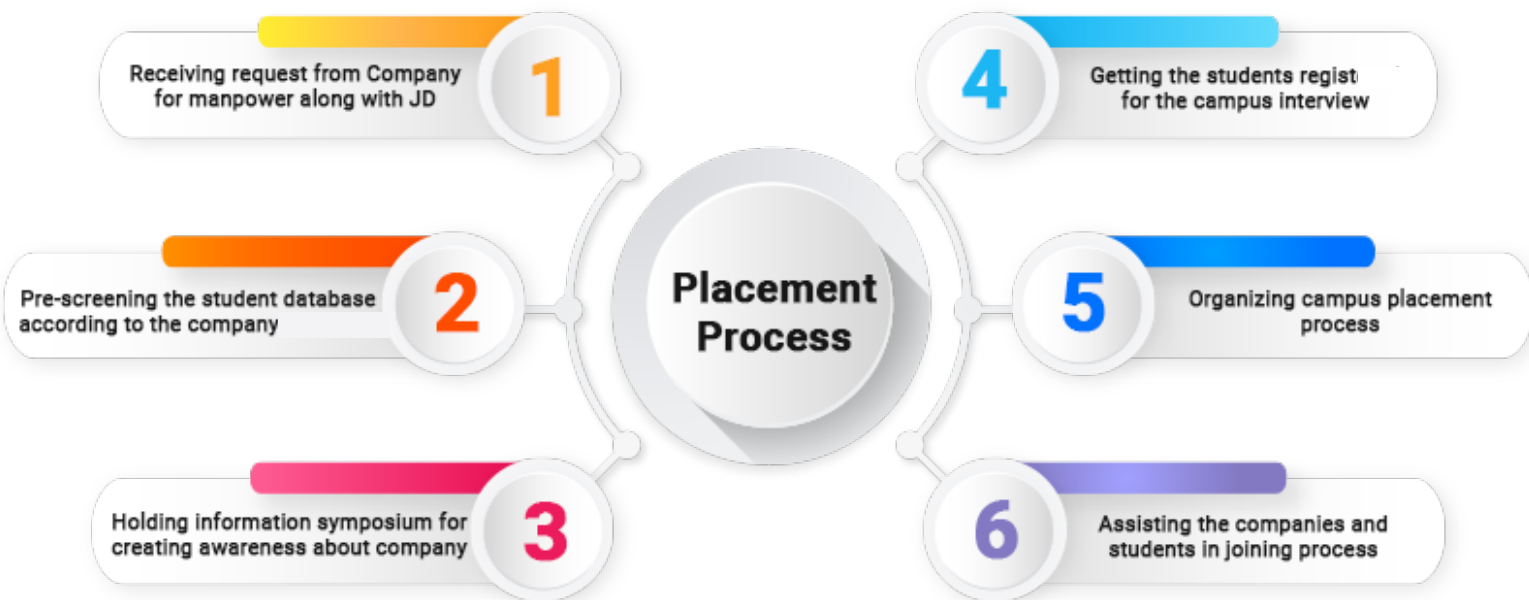 1
Receiving request from Company
for manpower along with JD
2
Pre-screening the student database
according to the company
3
Holding information symposium for
creating awareness about company
Placement
Process
4
Getting the students
for the campus interview
5
Organizing campus placement
process
6
Assisting the companies and
students in joining process